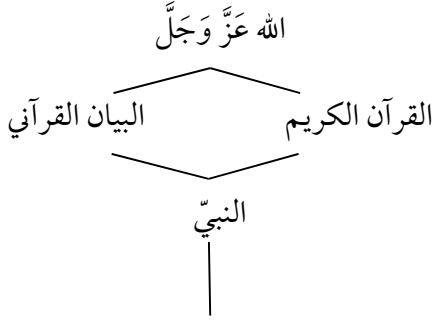 الله عَزَّ وَجَلَّ
القرآن الكريم البيان القرآني
النبيّ